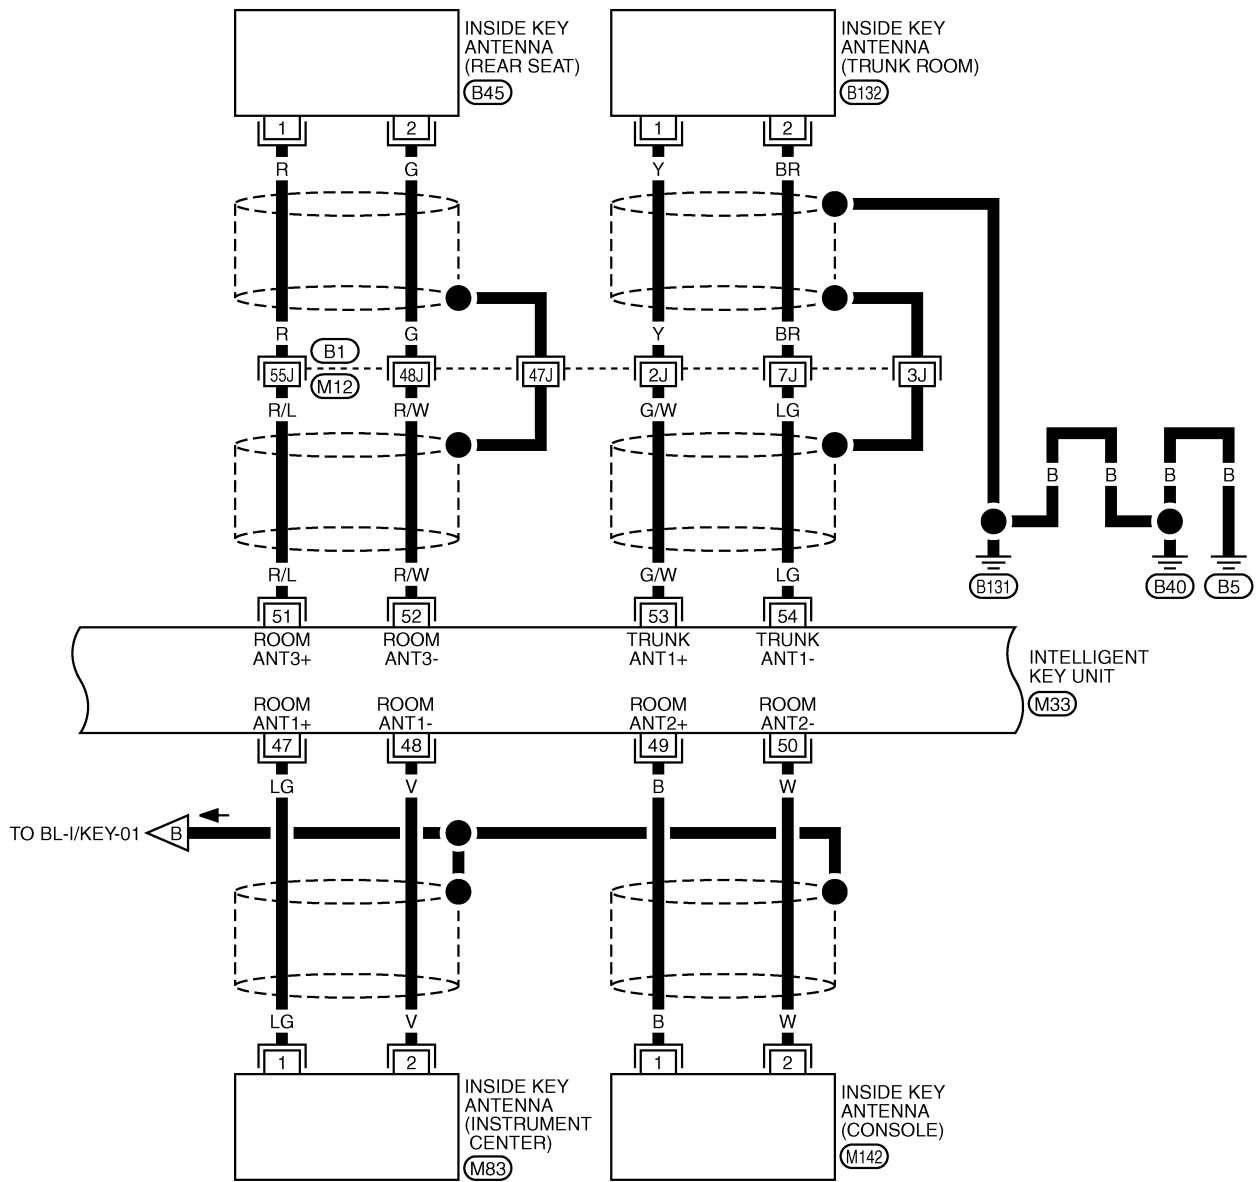 INSIDE KEY
ANTENNA
(REAR SEAT)
B45
INSIDE KEY
ANTENNA
(TRUNK ROOM)
B132
1 2 1 2
R G Y BR
R G Y BR
B1
55J 48J 47J 2J 7J 3J
M12
R/L R/W G/W LG
B B B B
R/L R/W G/W LG
B131 B40 B5
51 52 53 54
ROOM
ANT3+
ROOM
ANT3-
TRUNK
ANT1+
TRUNK
ANT1-
INTELLIGENT
KEY UNIT
M33
ROOM
ANT1+
ROOM
ANT1-
ROOM
ANT2+
ROOM
ANT2-
47 48 49 50
LG V B W
TO BL-I/KEY-01 B
LG V B W
1 2 1 2
INSIDE KEY
ANTENNA
(INSTRUMENT
CENTER)
M83
INSIDE KEY
ANTENNA
(CONSOLE)
M142